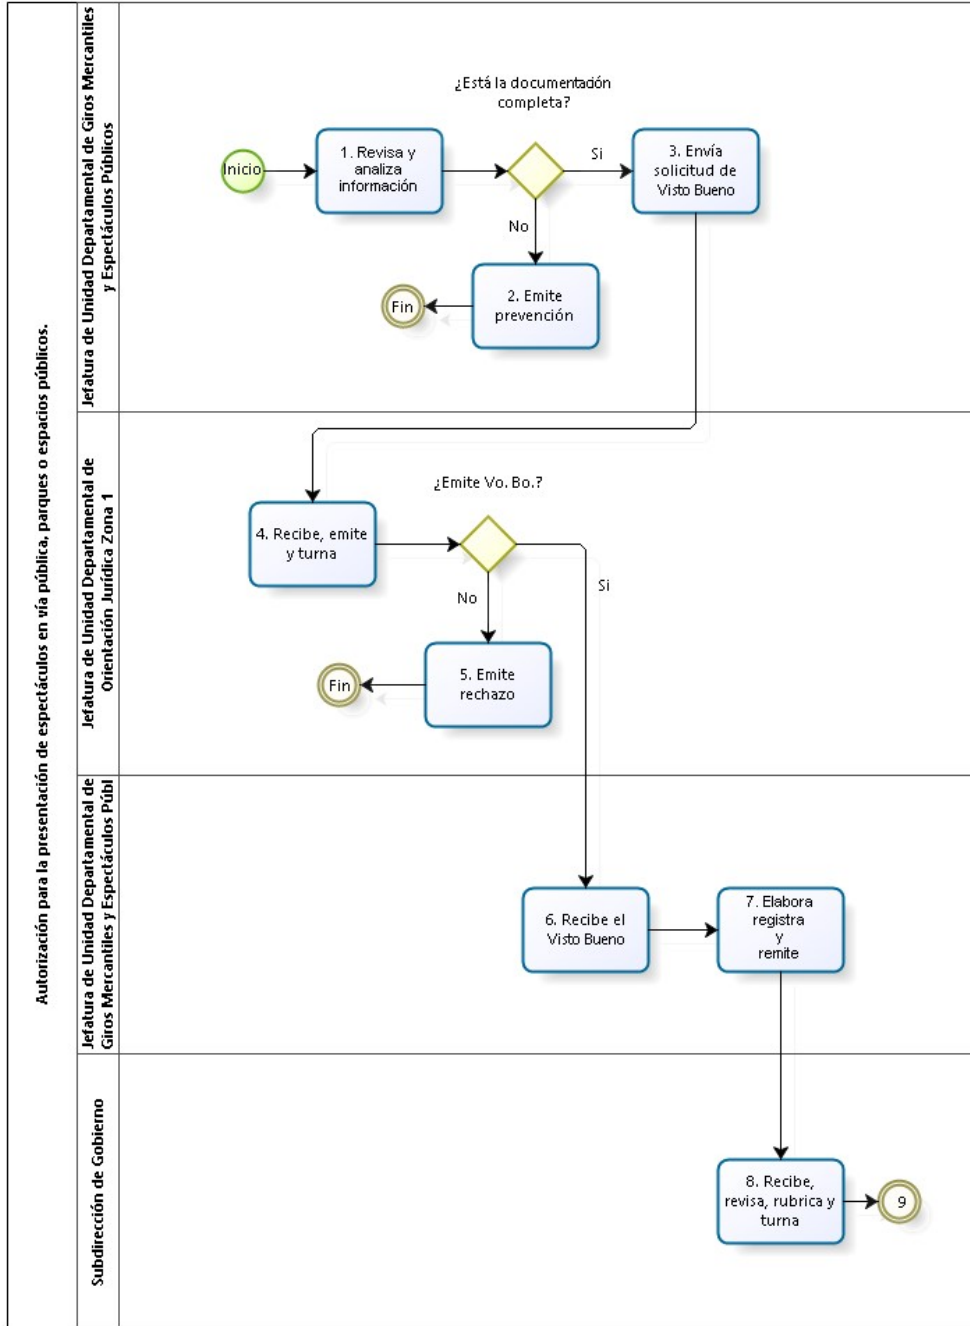 Autorización para la presentación de espectáculos en vía pública, parques o espacios públicos.
Jefatura de Unidad Departamental de Giros Mercantiles
y Espectáculos Públicos
¿Está la documentación
completa?
Inicio
1. Revisa y
analiza
información
Si
3. Envía
solicitud de
Visto Bueno
No
2. Emite
prevención
Fin
Jefatura de Unidad Departamental de
Orientación Jurídica Zona 1
¿Emite Vo. Bo.?
4. Recibe, emite
y turna
Si
No
5. Emite
rechazo
Fin
Jefatura de Unidad Departamental de
Giros Mercantiles y Espectáculos Públ
6. Recibe el
Visto Bueno
7. Elabora
registra
y
remite
Subdirección de Gobierno
8. Recibe,
revisa, rubrica y
turna
9